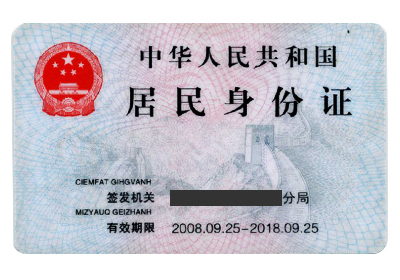 中华人民共和国
居民身份证
CIEMFAT GIHGVANH
签发机关 分局
MIZYAUQ GEIZHANH
有效期限 2008.09.25-2018.09.25